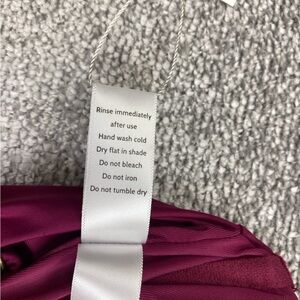 Rinse immediately
after use
Hand wash cold
Dry flat in shade
Do not bleach
Do not iron
Do not tumble dry